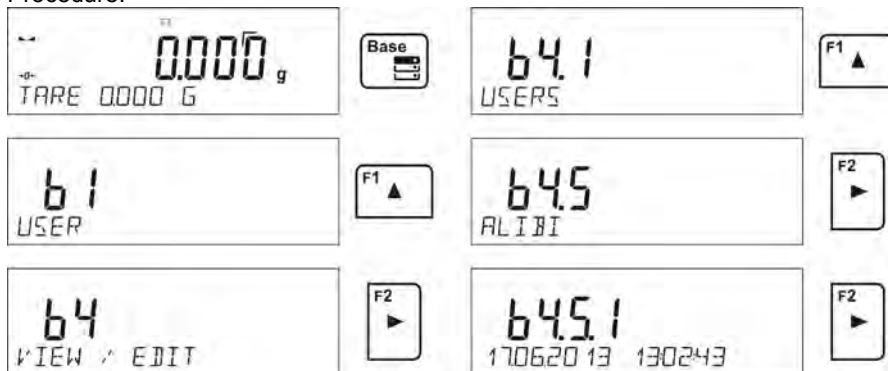 Procedure:
0.000 g
TARE 0.000 G
Base
b1
USER
F1
b4
VIEW / EDIT
F2
b4.1
USERS
F1
b4.5
ALIBI
F2
b4.5.1
17.06.2013 13:02:43
F2